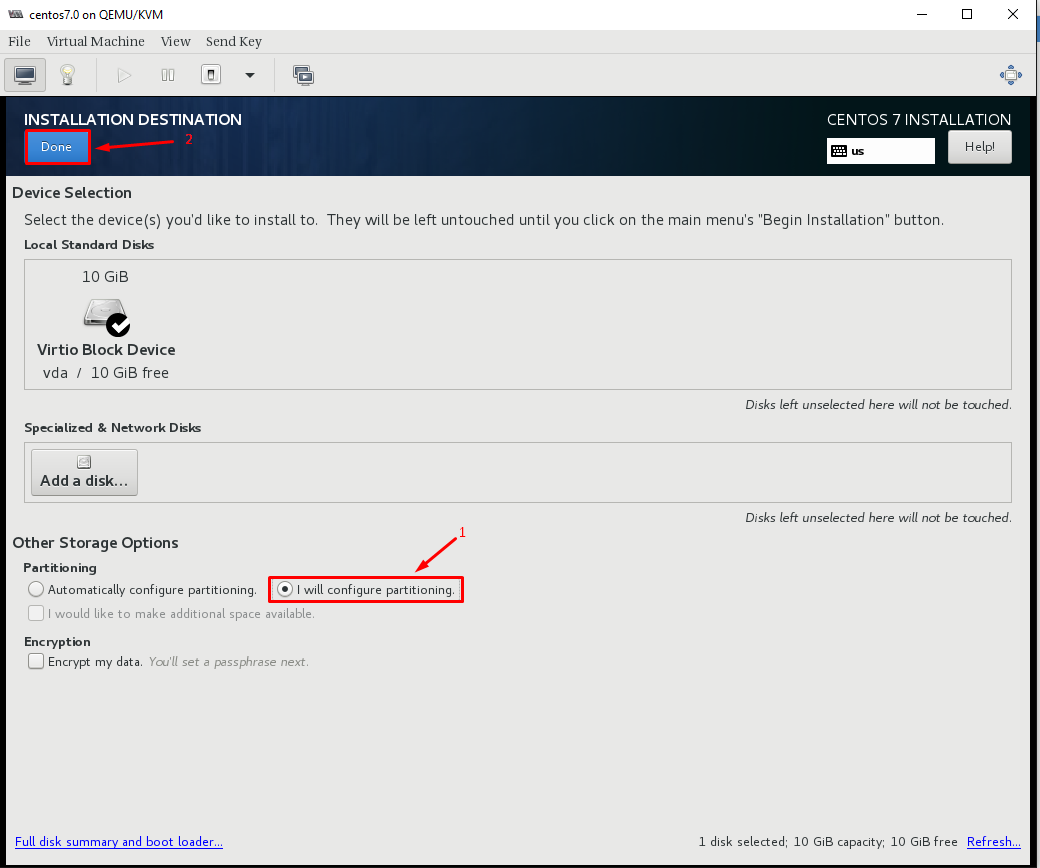 centos7.0 on QEMU/KVM
File Virtual Machine View Send Key
INSTALLATION DESTINATION
CENTOS 7 INSTALLATION
Done
2
us
Help!
Device Selection
Select the device(s) you'd like to install to. They will be left untouched until you click on the main menu's "Begin Installation" button.
Local Standard Disks
10 GiB
Virtio Block Device
vda / 10 GiB free
Disks left unselected here will not be touched.
Specialized & Network Disks
Add a disk...
Disks left unselected here will not be touched.
1
Other Storage Options
Partitioning
Automatically configure partitioning. I will configure partitioning.
I would like to make additional space available.
Encryption
Encrypt my data. You'll set a passphrase next.
Full disk summary and boot loader...
1 disk selected; 10 GiB capacity; 10 GiB free Refresh...